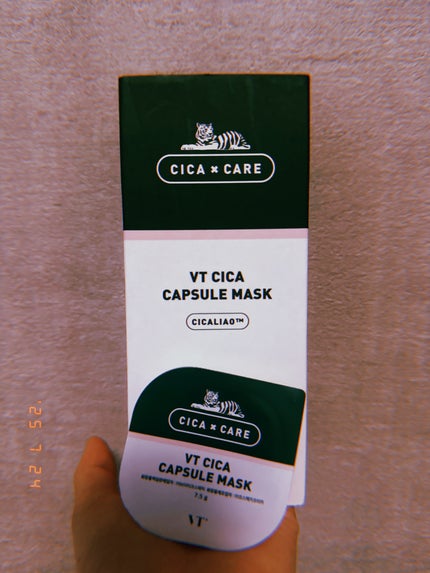 CICA × CARE
VT CICA
CAPSULE MASK
CICALIAO™
CICA × CARE
VT CICA
CAPSULE MASK
7.5 g
VT
'25 7 24